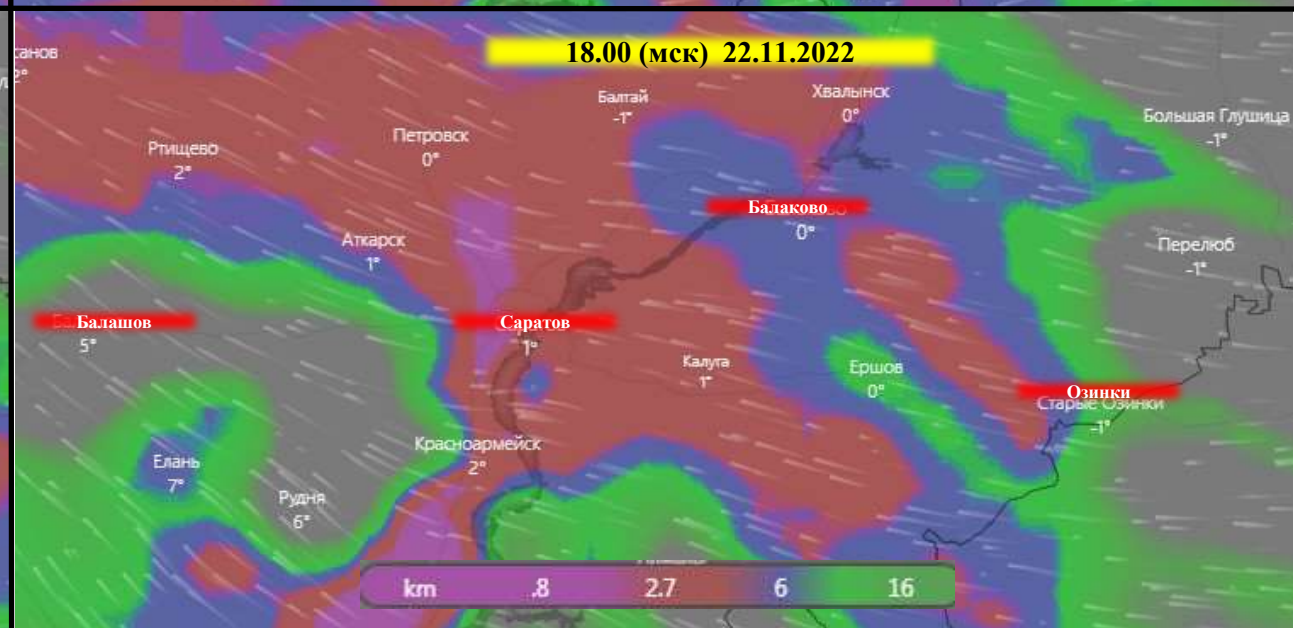 18.00 (мск) 22.11.2022
санов
2°
Балтай
-1°
Хвалынск
0°
Большая Глушица
-1°
Петровск
0°
Ртищево
2°
Балаково
0°
Аткарск
1°
Перелюб
-1°
Балашов
5°
Саратов
1°
Калуга
1°
Ершов
0°
Озинки
Старые Озинки
-1°
Красноармейск
2°
Елань
7°
Рудня
6°
km .8 2.7 6 16